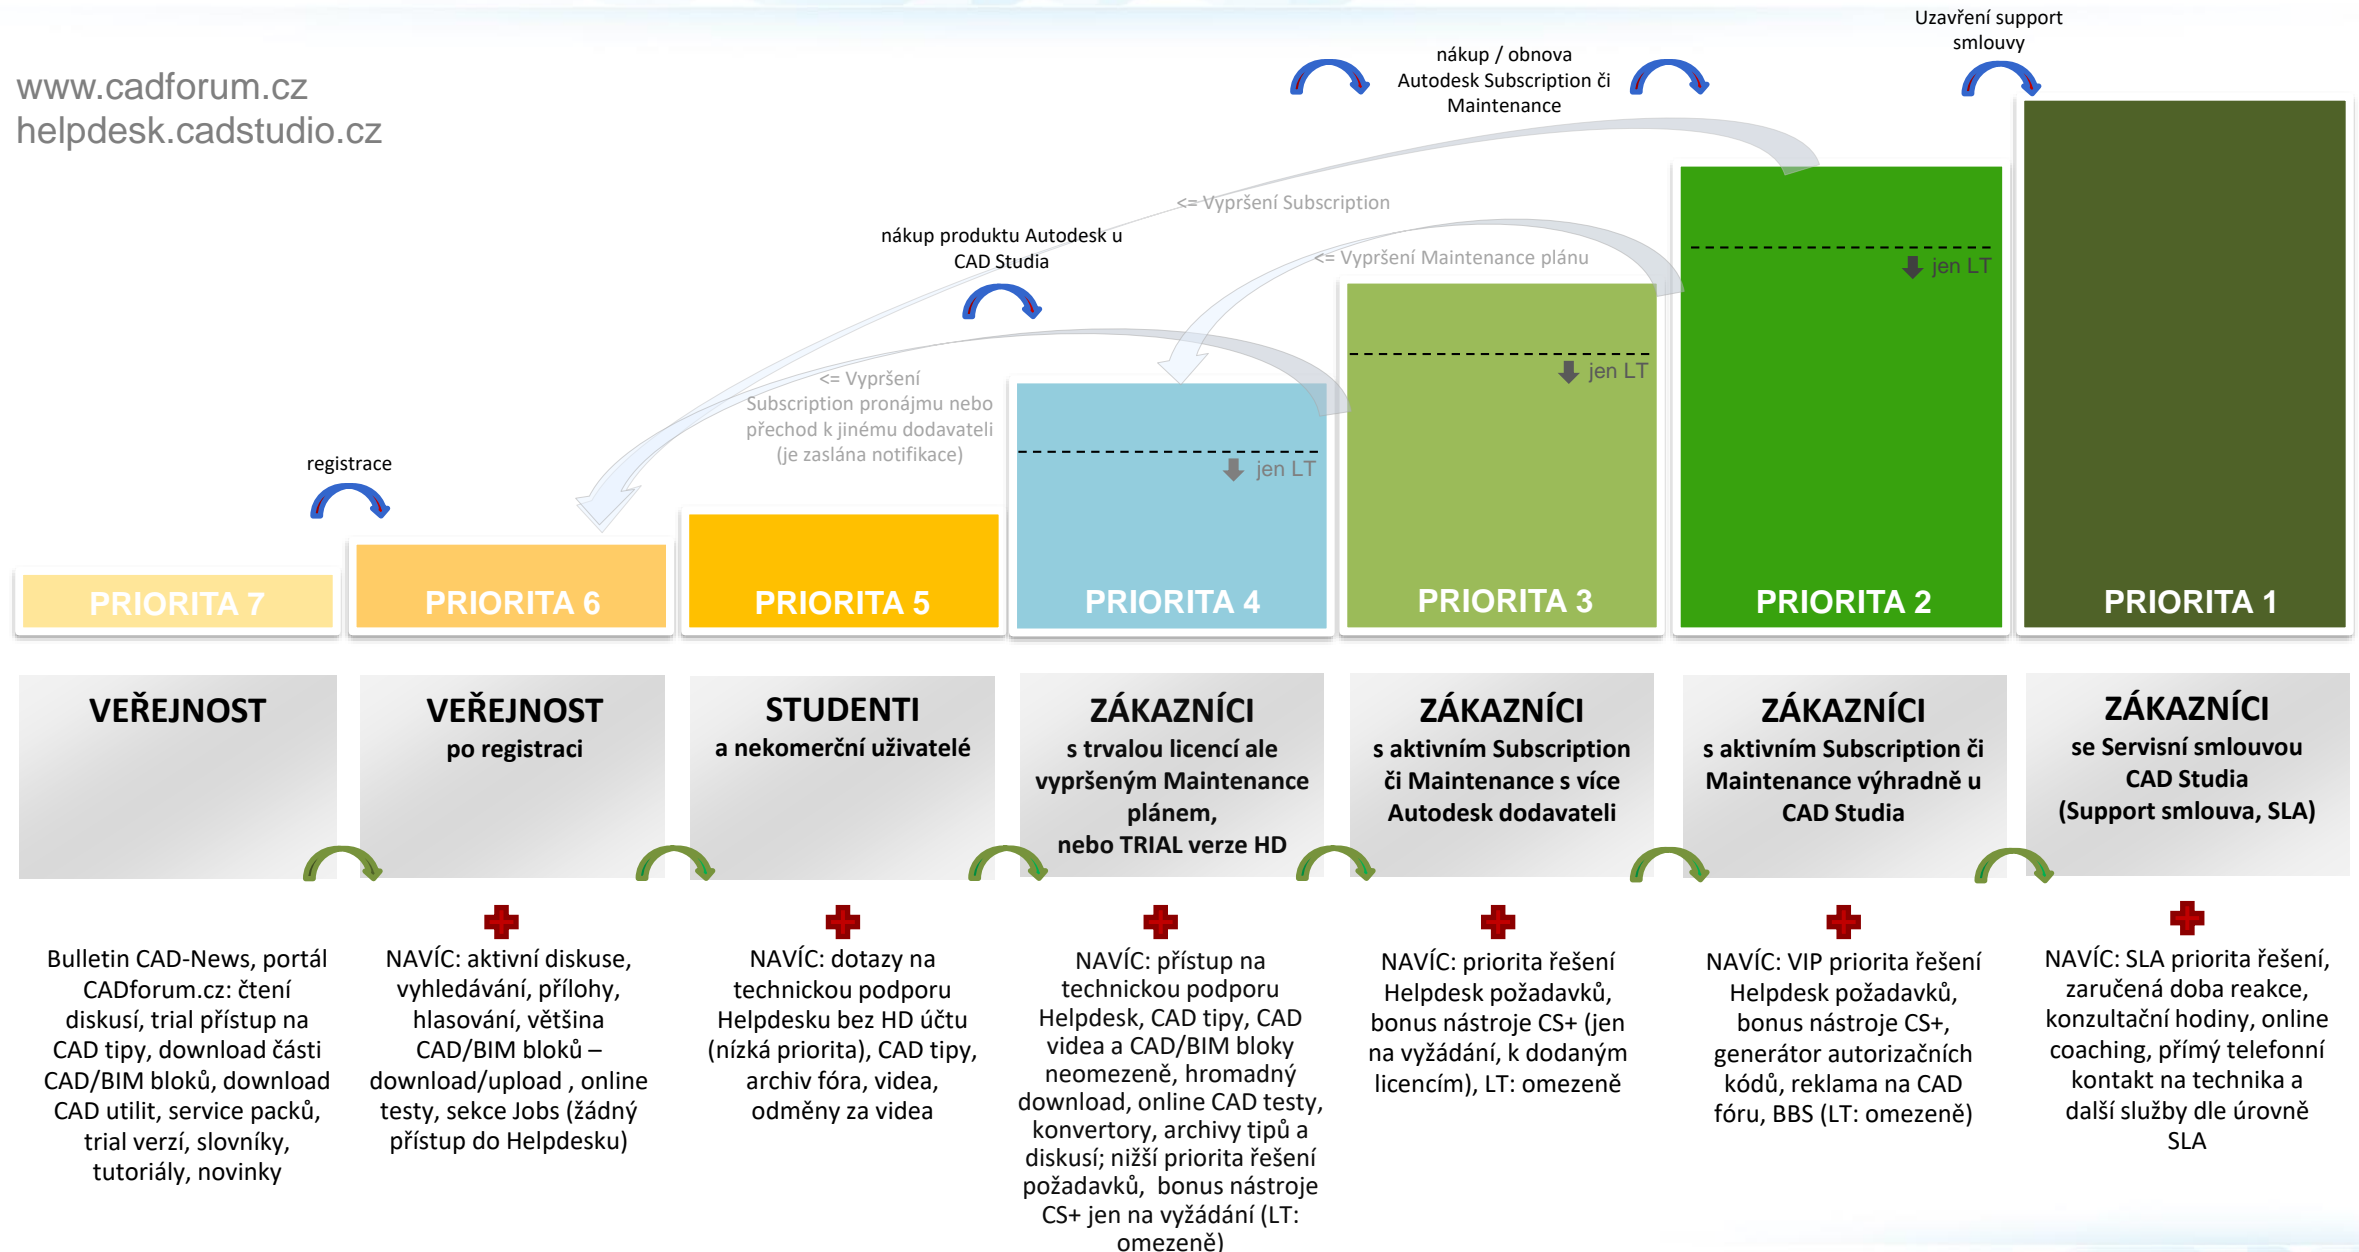 www.cadforum.cz
helpdesk.cadstudio.cz
Uzavření support
smlouvy
nákup / obnova
Autodesk Subscription či
Maintenance
<= Vypršení Subscription
nákup produktu Autodesk u
CAD Studia
<= Vypršení Maintenance plánu
jen LT
jen LT
<= Vypršení
Subscription pronájmu nebo
přechod k jinému dodavateli
(je zaslána notifikace)
registrace
jen LT
PRIORITA 7
PRIORITA 6
PRIORITA 5
PRIORITA 4
PRIORITA 3
PRIORITA 2
PRIORITA 1
VEŘEJNOST
VEŘEJNOST
po registraci
STUDENTI
a nekomerční uživatelé
ZÁKAZNÍCI
s trvalou licencí ale
vypršeným Maintenance
plánem,
nebo TRIAL verze HD
ZÁKAZNÍCI
s aktivním Subscription
či Maintenance s více
Autodesk dodavateli
ZÁKAZNÍCI
s aktivním Subscription či
Maintenance výhradně u
CAD Studia
ZÁKAZNÍCI
se Servisní smlouvou
CAD Studia
(Support smlouva, SLA)
Bulletin CAD-News, portál
CADforum.cz: čtení
diskusí, trial přístup na
CAD tipy, download části
CAD/BIM bloků, download
CAD utilit, service packů,
trial verzí, slovníky,
tutoriály, novinky
NAVÍC: aktivní diskuse,
vyhledávání, přílohy,
hlasování, většina
CAD/BIM bloků –
download/upload , online
testy, sekce Jobs (žádný
přístup do Helpdesku)
NAVÍC: dotazy na
technickou podporu
Helpdesku bez HD účtu
(nízká priorita), CAD tipy,
archiv fóra, videa,
odměny za videa
NAVÍC: přístup na
technickou podporu
Helpdesk, CAD tipy, CAD
videa a CAD/BIM bloky
neomezeně, hromadný
download, online CAD testy,
konvertory, archivy tipů a
diskusí; nižší priorita řešení
požadavků,  bonus nástroje
CS+ jen na vyžádání (LT:
omezeně)
NAVÍC: priorita řešení
Helpdesk požadavků,
bonus nástroje CS+ (jen
na vyžádání, k dodaným
licencím), LT: omezeně
NAVÍC: VIP priorita řešení
Helpdesk požadavků,
bonus nástroje CS+,
generátor autorizačních
kódů, reklama na CAD
fóru, BBS (LT: omezeně)
NAVÍC: SLA priorita řešení,
zaručená doba reakce,
konzultační hodiny, online
coaching, přímý telefonní
kontakt na technika a
další služby dle úrovně
SLA